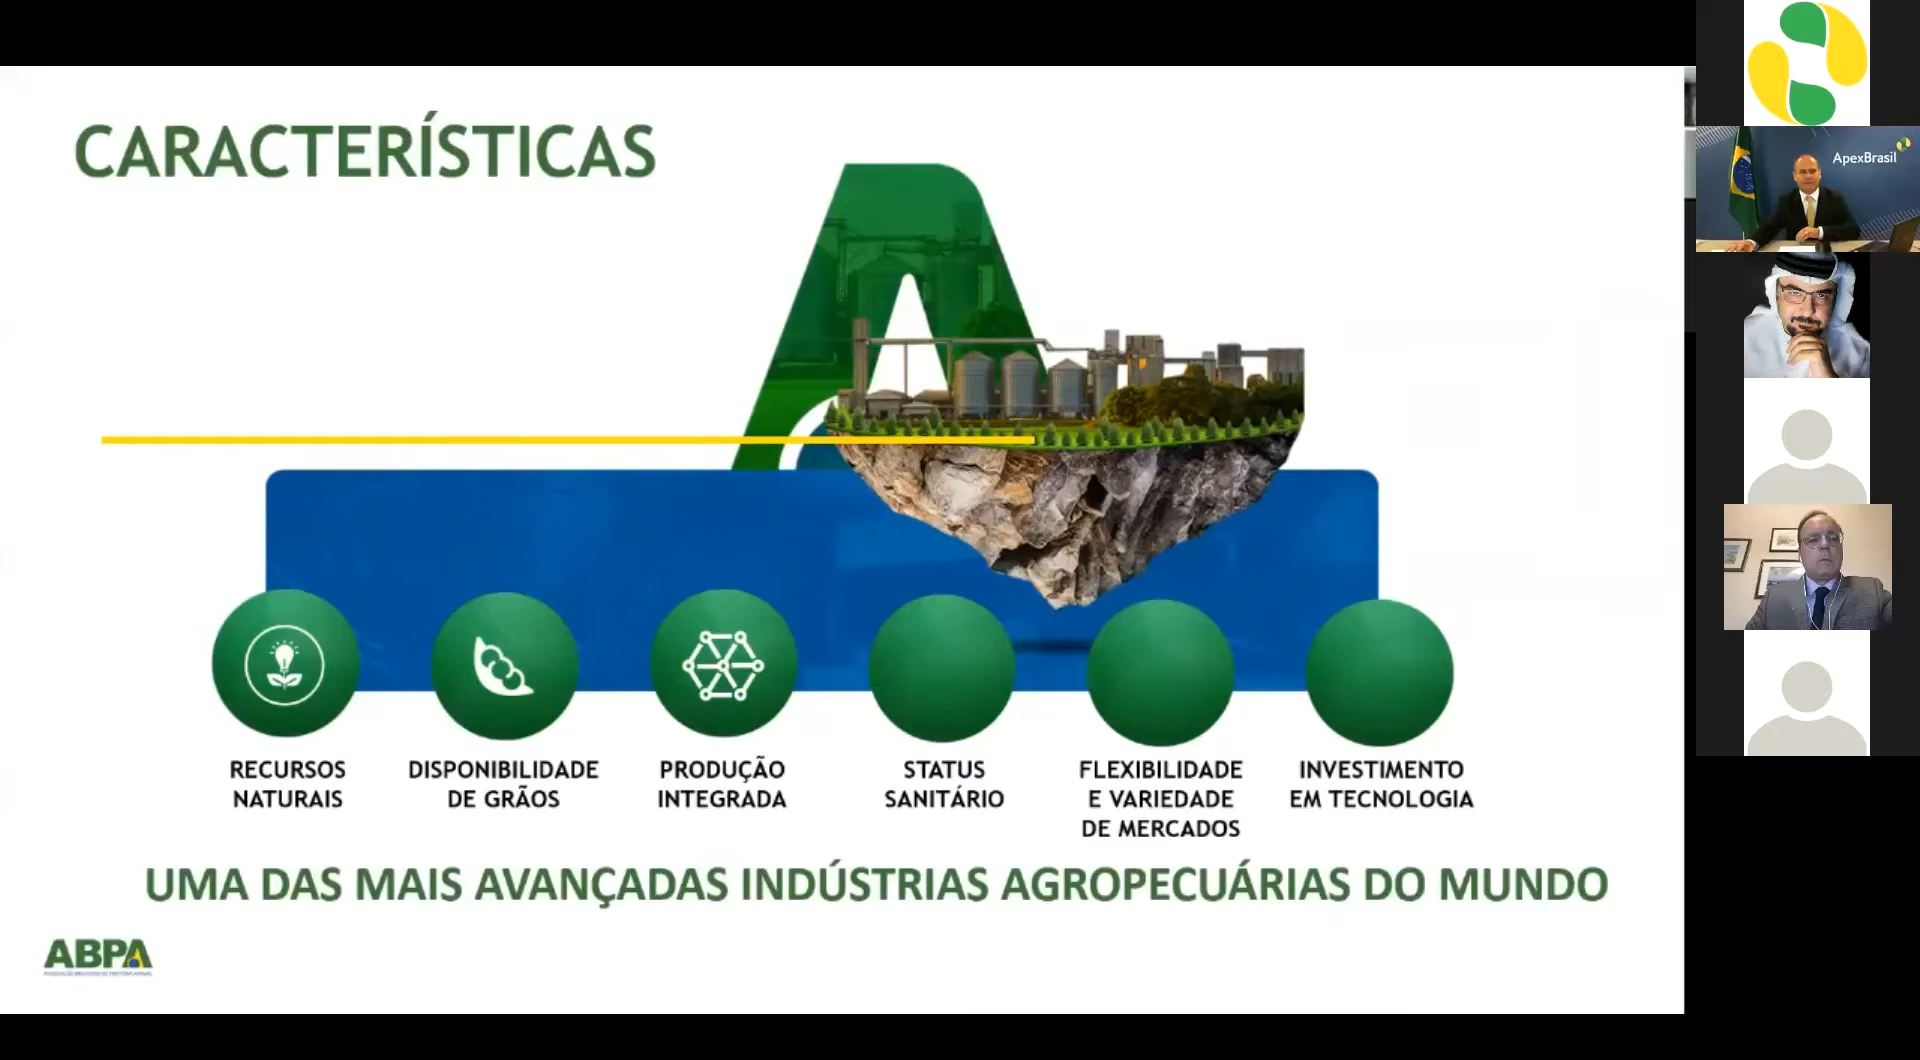 CARACTERÍSTICAS
ApexBrasil
RECURSOS
NATURAIS
DISPONIBILIDADE
DE GRÃOS
PRODUÇÃO
INTEGRADA
STATUS
SANITÁRIO
FLEXIBILIDADE
E VARIEDADE
DE MERCADOS
INVESTIMENTO
EM TECNOLOGIA
UMA DAS MAIS AVANÇADAS INDÚSTRIAS AGROPECUÁRIAS DO MUNDO
ABPA